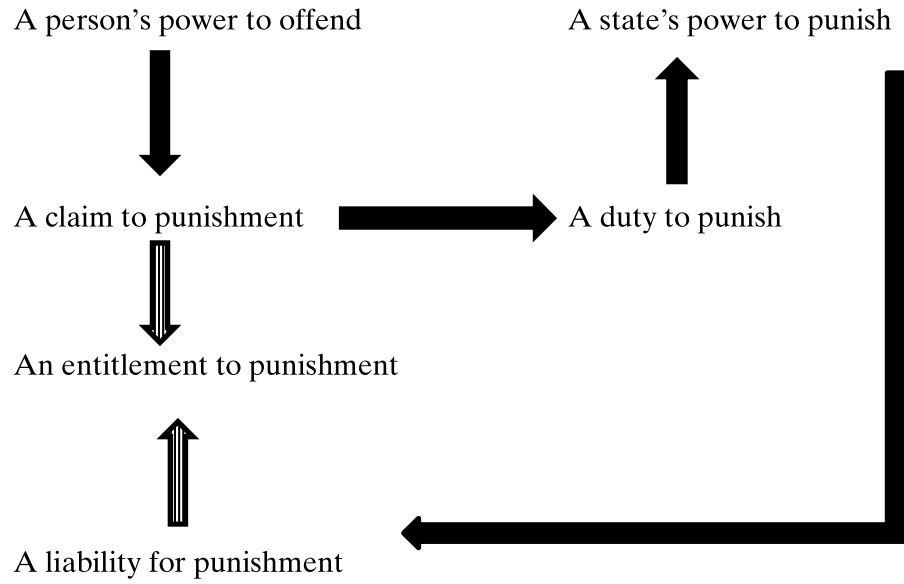 A person’s power to offend
A state’s power to punish
A claim to punishment
A duty to punish
An entitlement to punishment
A liability for punishment